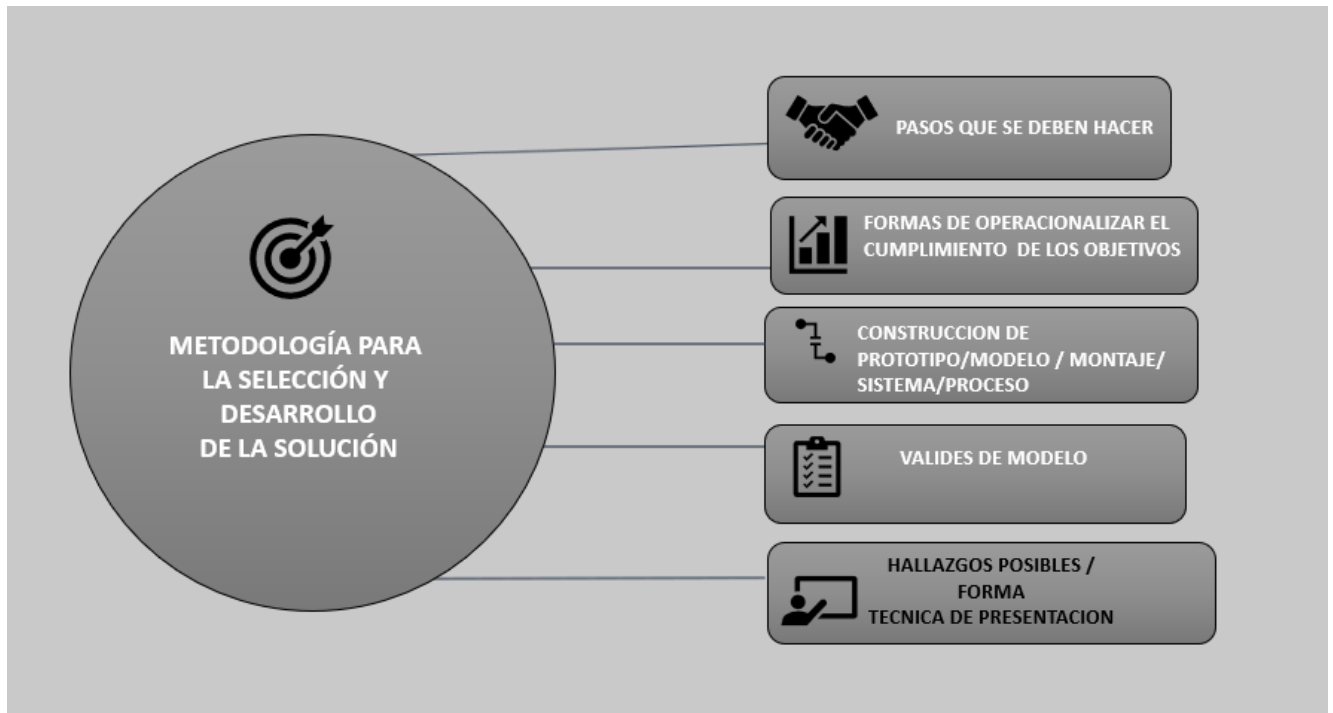 METODOLOGÍA PARA
LA SELECCIÓN Y
DESARROLLO
DE LA SOLUCIÓN
PASOS QUE SE DEBEN HACER
FORMAS DE OPERACIONALIZAR EL
CUMPLIMIENTO DE LOS OBJETIVOS
CONSTRUCCION DE
PROTOTIPO/MODELO / MONTAJE/
SISTEMA/PROCESO
VALIDES DE MODELO
HALLAZGOS POSIBLES /
FORMA
TECNICA DE PRESENTACION